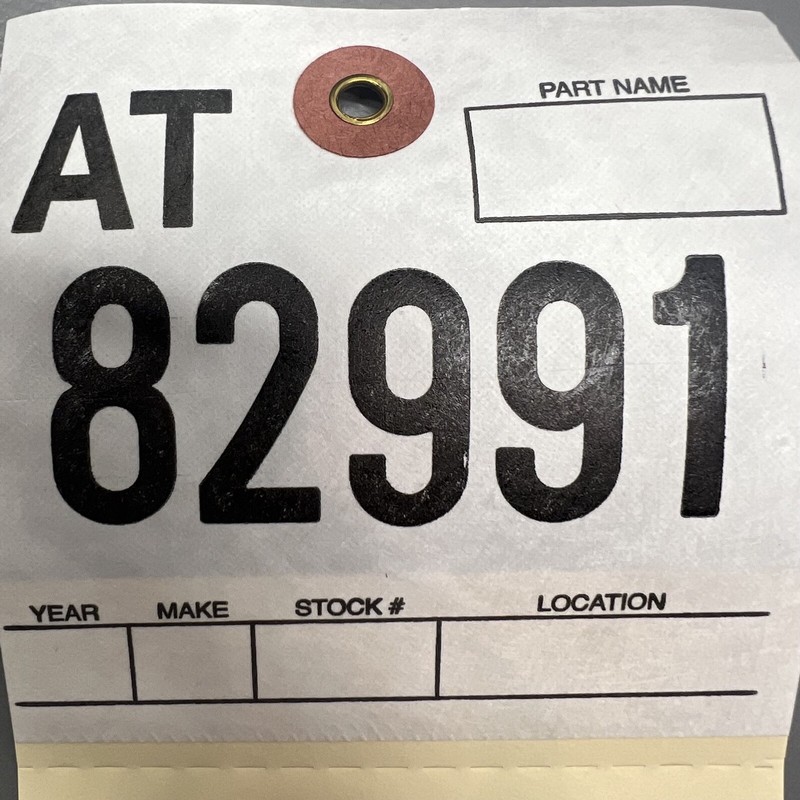 AT
PART NAME
82991
YEAR MAKE STOCK # LOCATION